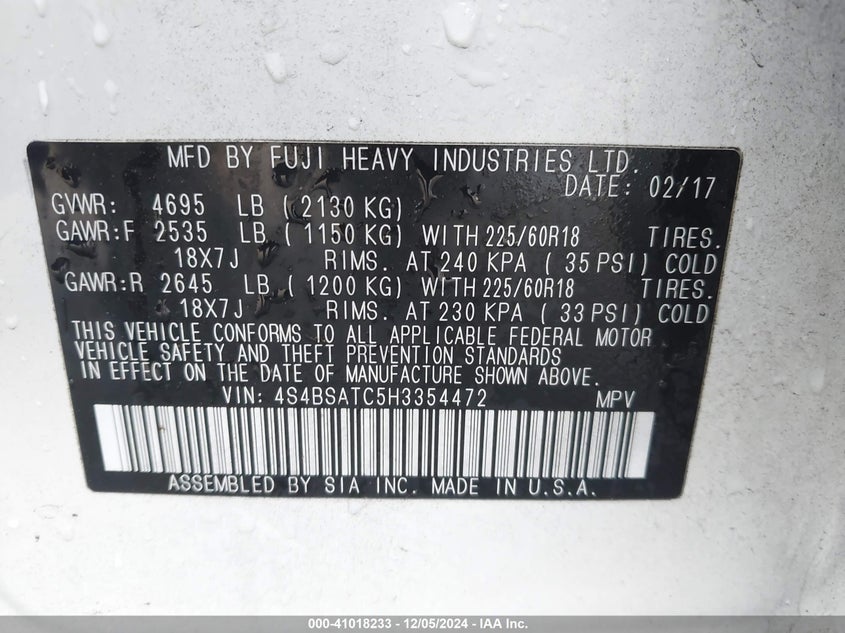 MFD BY FUJI HEAVY INDUSTRIES LTD.
DATE: 02/17
GVWR: 4695 LB ( 2130 KG)
GAWR:F 2535 LB ( 1150 KG) WITH 225/60R18 TIRES.
18X7J RIMS. AT 240 KPA ( 35 PSI) COLD
GAWR:R 2645 LB ( 1200 KG) WITH 225/60R18 TIRES.
18X7J RIMS. AT 230 KPA ( 33 PSI) COLD
THIS VEHICLE CONFORMS TO ALL APPLICABLE FEDERAL MOTOR
VEHICLE SAFETY AND THEFT PREVENTION STANDARDS
IN EFFECT ON THE DATE OF MANUFACTURE SHOWN ABOVE.
VIN: 4S4BSATC5H3354472 MPV
ASSEMBLED BY SIA INC. MADE IN U.S.A.
000-41018233 - 12/05/2024 - IAA Inc.